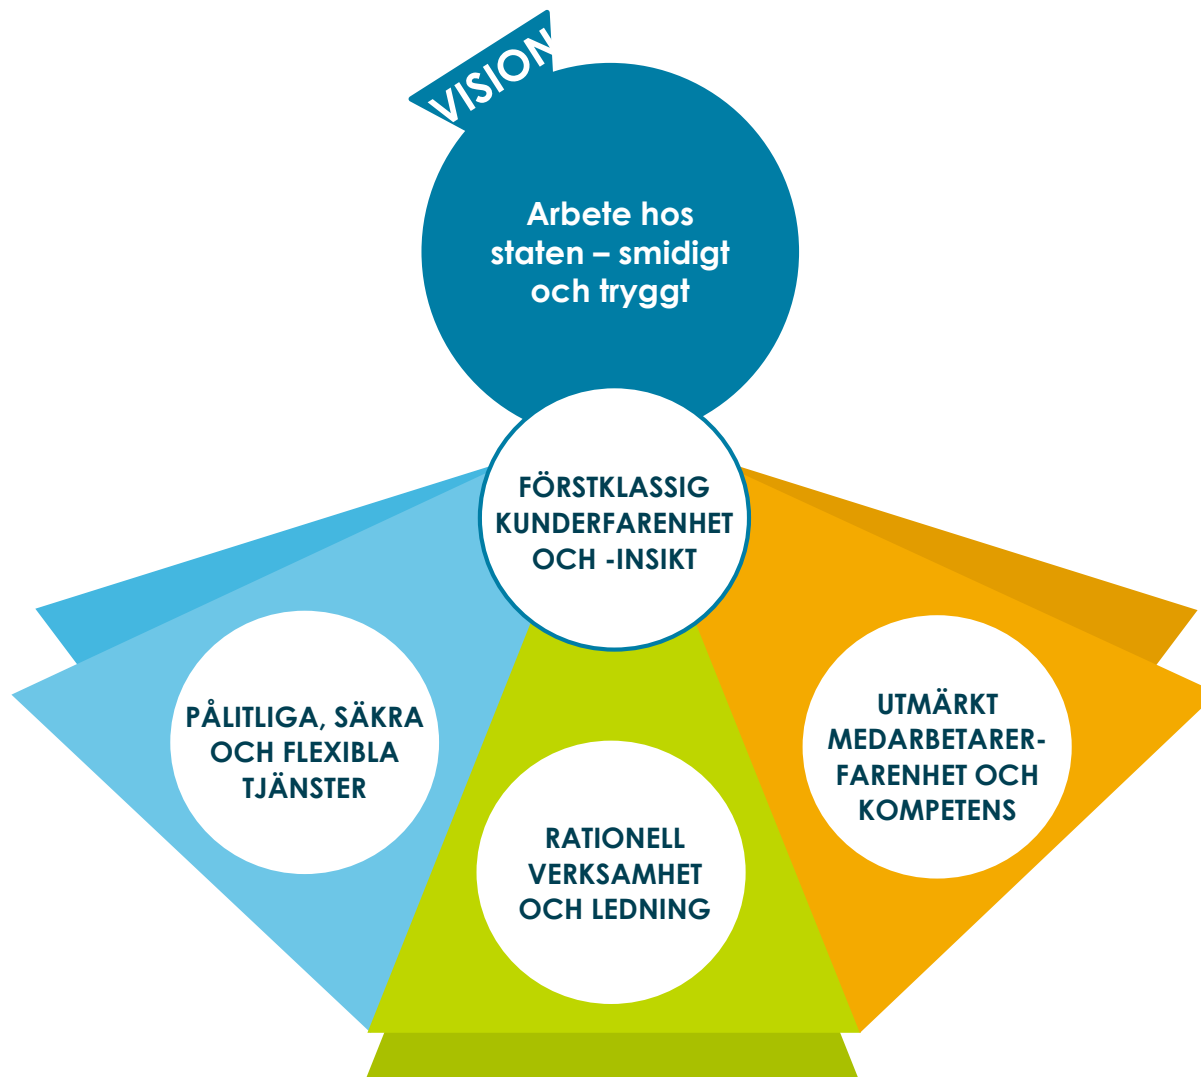 VISION
Arbete hos
staten – smidigt
och tryggt
FÖRSTKLASSIG
KUNDERFARENHET
OCH -INSIKT
PÅLITLIGA, SÄKRA
OCH FLEXIBLA
TJÄNSTER
UTMÄRKT
MEDARBETARER-
FARENHET OCH
KOMPETENS
RATIONELL
VERKSAMHET
OCH LEDNING